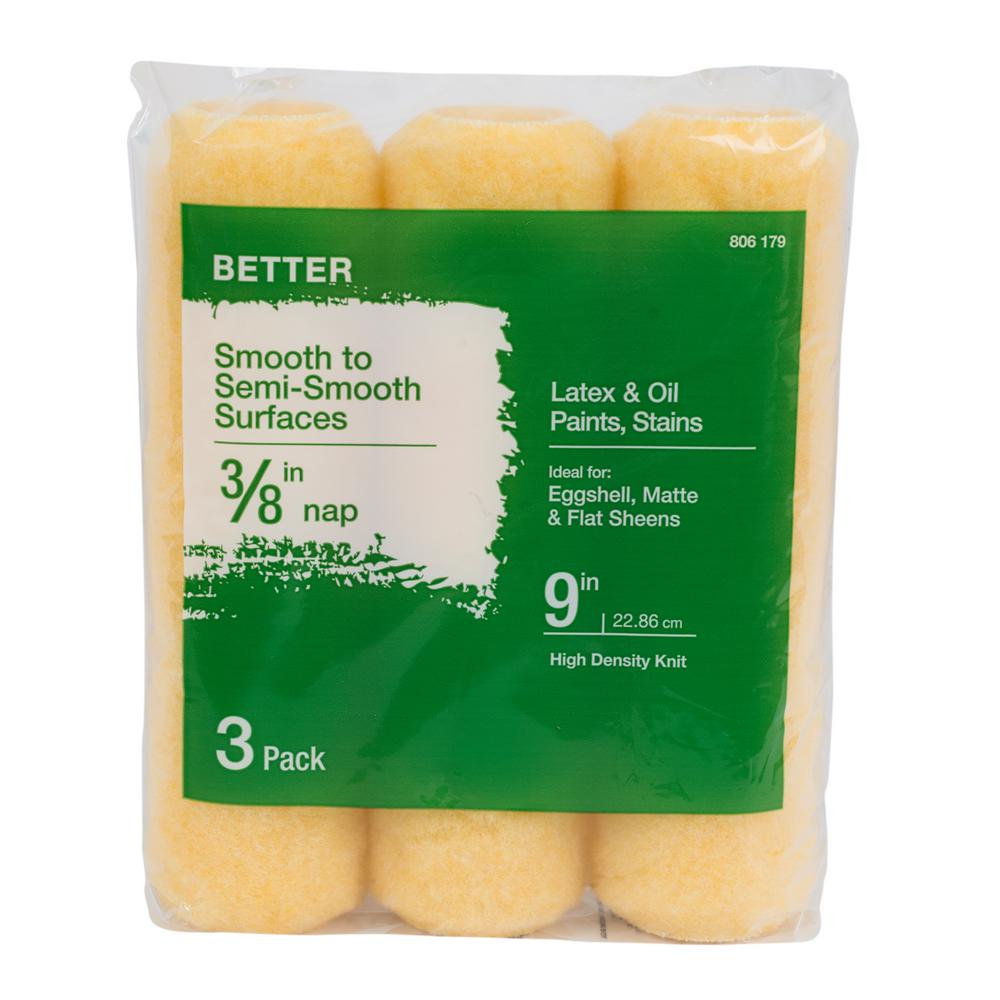 806 179
BETTER
Smooth to
Semi-Smooth
Surfaces
3/8 in
nap
Latex & Oil
Paints, Stains
Ideal for:
Eggshell, Matte
& Flat Sheens
9 in
22.86 cm
High Density Knit
3 Pack